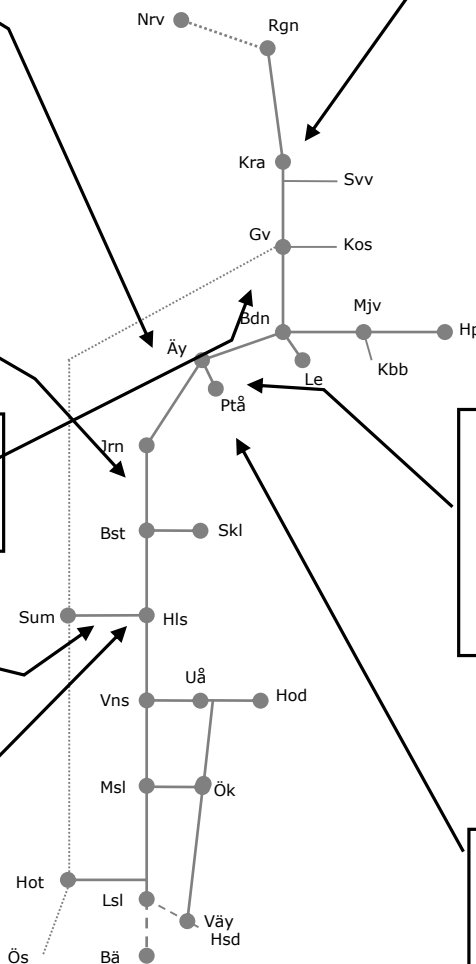 Nrv
Rgn
Kra
Svv
Gv
Kos
Bdn
Mjv
Hp
Äy
Le
Kbb
Ptå
Jrn
Bst
Skl
Sum
Hls
Uå
Vns
Hod
Msl
Ök
Hot
Lsl
Väy
Hsd
Ös
Bä